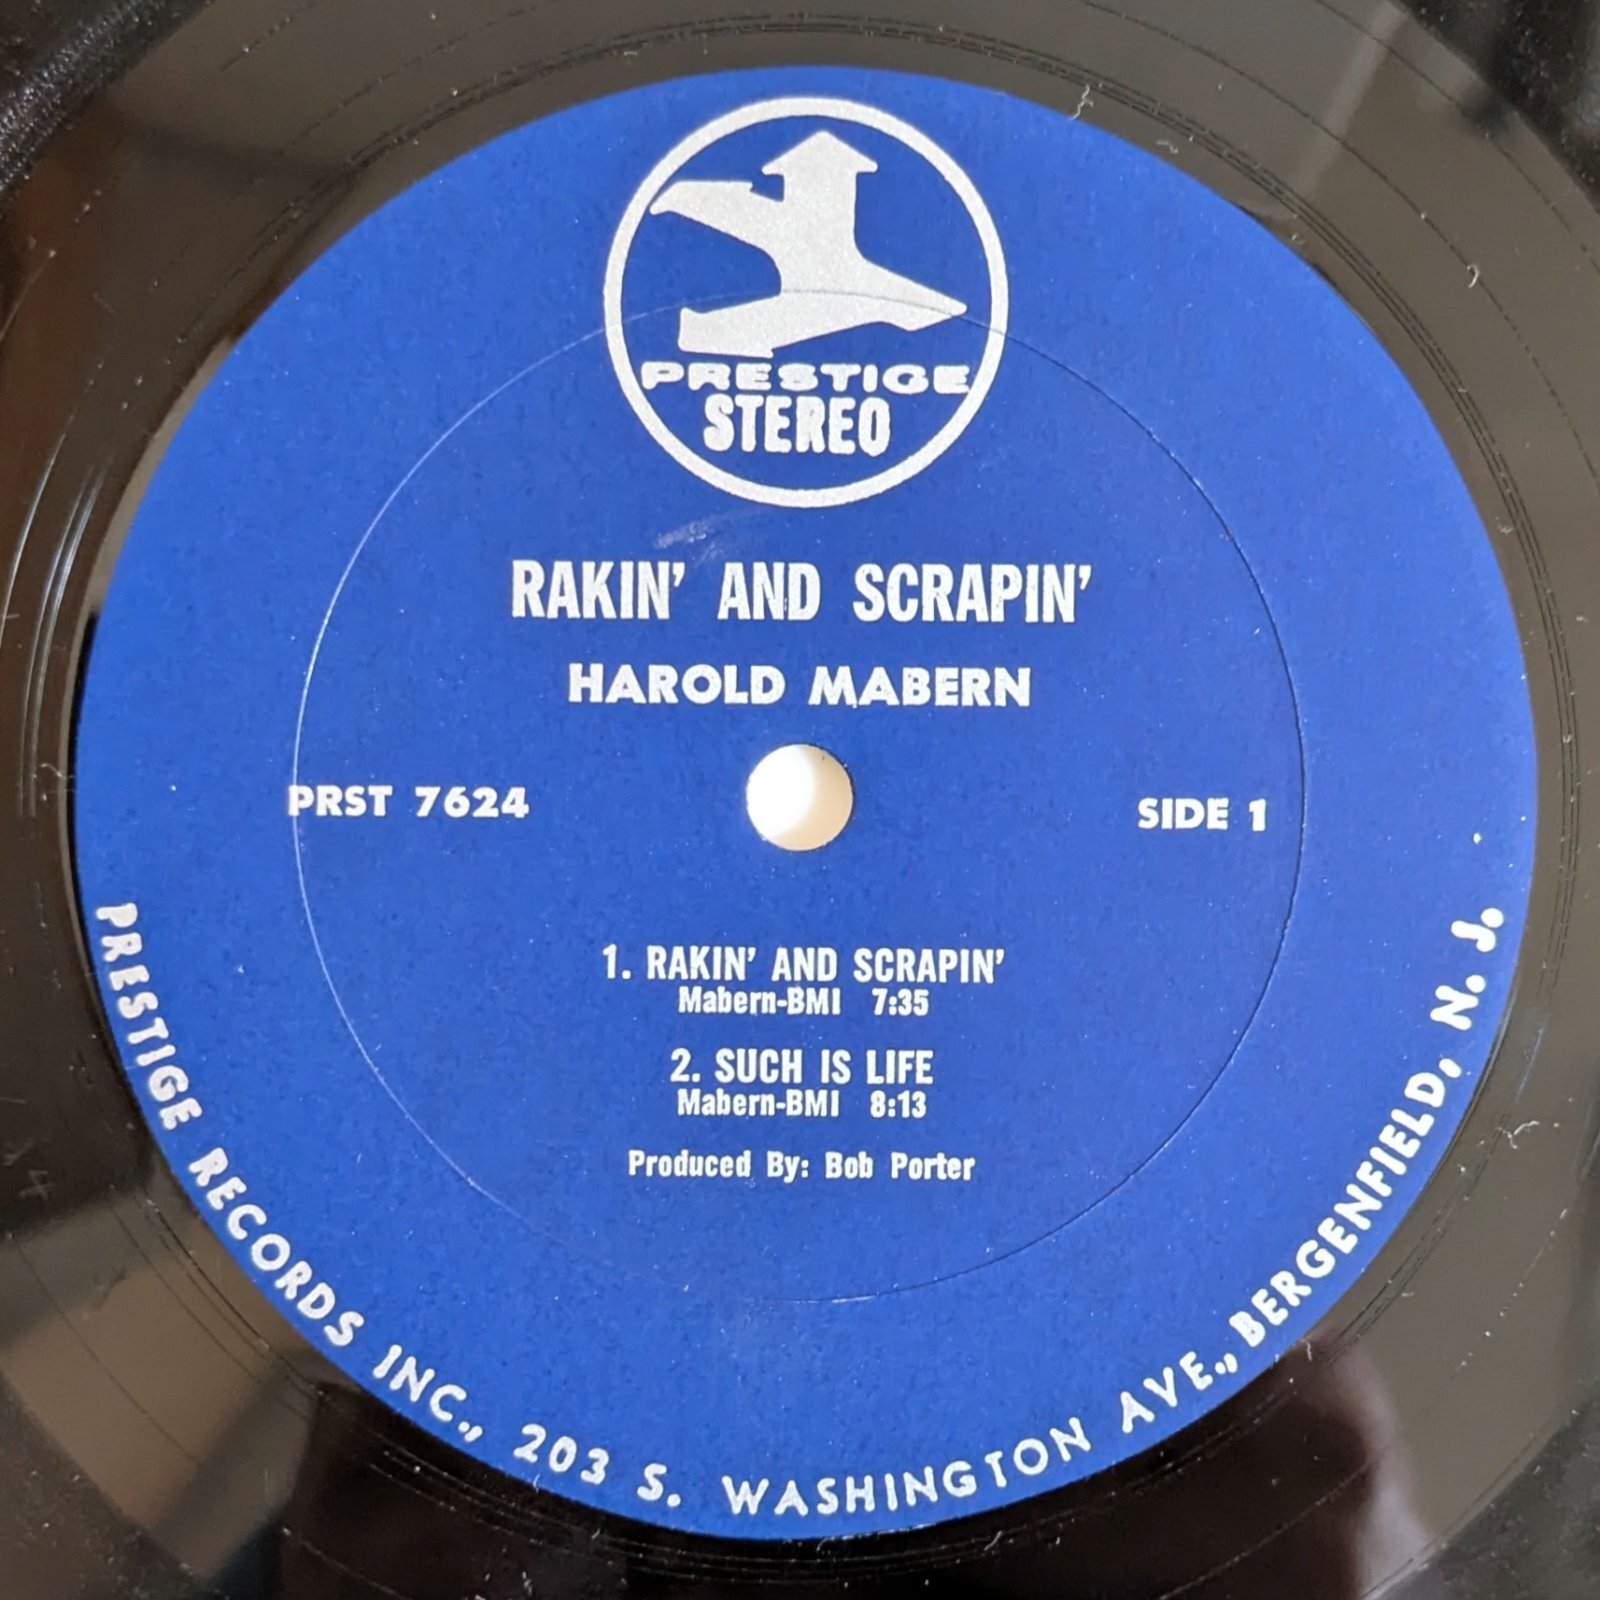 PRESTIGE
STEREO
RAKIN' AND SCRAPIN'
HAROLD MABERN
PRST 7624
SIDE 1
1. RAKIN' AND SCRAPIN'
Mabern-BMI 7:35
2. SUCH IS LIFE
Mabern-BMI 8:13
Produced By: Bob Porter
PRESTIGE RECORDS INC., 203 S. WASHINGTON AVE., BERGENFIELD, N. J.